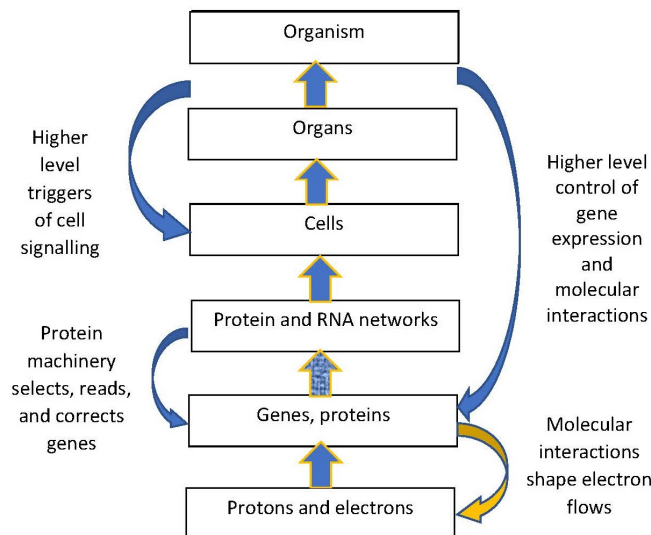 Organism
Organs
Higher
level
triggers
of cell
signalling
Higher level
control of
gene
expression
and
molecular
interactions
Cells
Protein and RNA networks
Protein
machinery
selects, reads,
and corrects
genes
Genes, proteins
Molecular
interactions
shape electron
flows
Protons and electrons